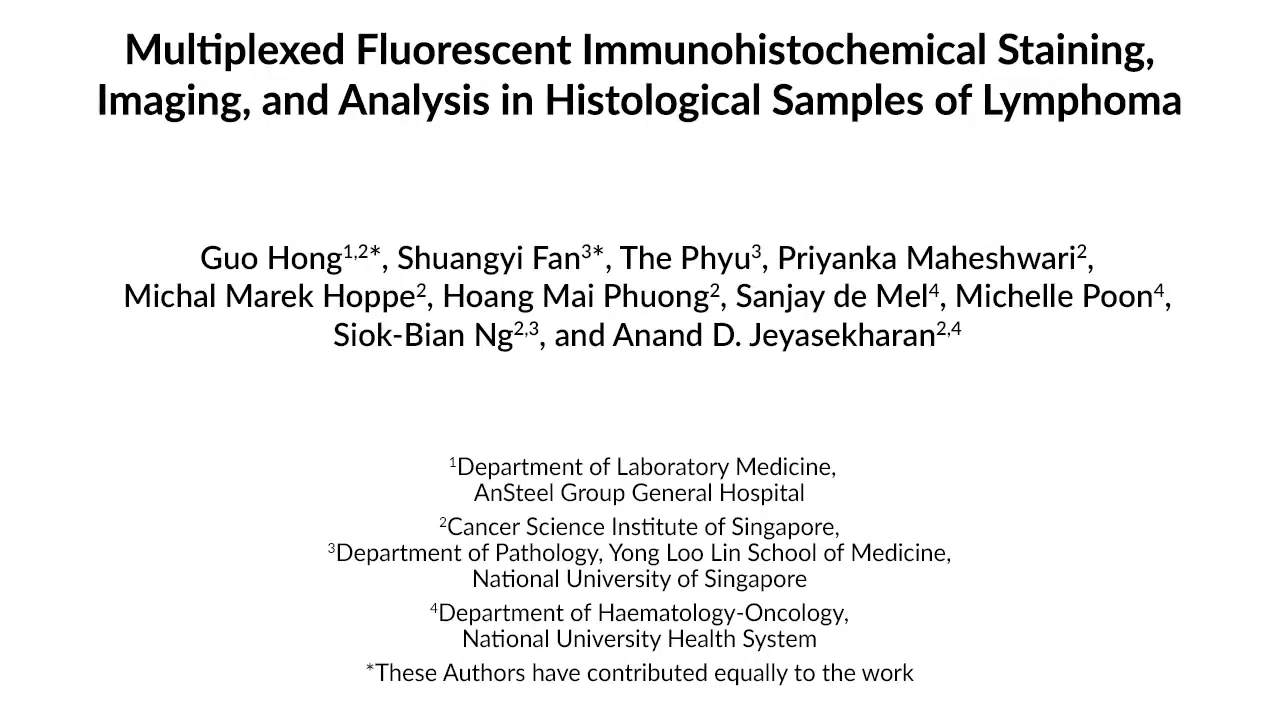 Multiplexed Fluorescent Immunohistochemical Staining,
Imaging, and Analysis in Histological Samples of Lymphoma
Guo Hong1,2*, Shuangyi Fan3*, The Phyu3, Priyanka Maheshwari2,
Michal Marek Hoppe2, Hoang Mai Phuong2, Sanjay de Mel4, Michelle Poon4,
Siok-Bian Ng2,3, and Anand D. Jeyasekharan2,4
1Department of Laboratory Medicine,
AnSteel Group General Hospital
2Cancer Science Institute of Singapore,
3Department of Pathology, Yong Loo Lin School of Medicine,
National University of Singapore
4Department of Haematology-Oncology,
National University Health System
*These Authors have contributed equally to the work